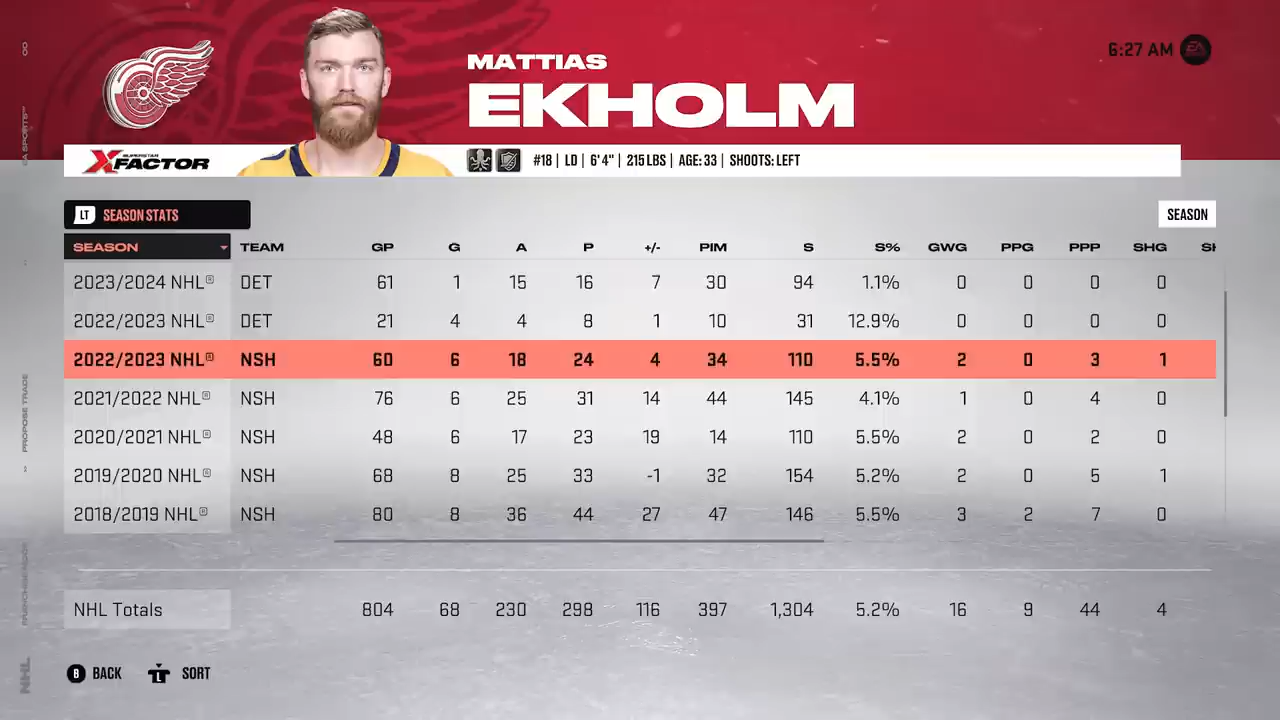 MATTIAS
EKHOLM
6:27 AM EA
SUPERSTAR
XFACTOR
#18 | LD | 6' 4" | 215 LBS | AGE: 33 | SHOOTS: LEFT
LT SEASON STATS
SEASON
SEASON TEAM GP G A P +/- PIM S S% GWG PPG PPP SHG SH
2023/2024 NHL® DET 61 1 15 16 7 30 94 1.1% 0 0 0 0
2022/2023 NHL® DET 21 4 4 8 1 10 31 12.9% 0 0 0 0
2022/2023 NHL® NSH 60 6 18 24 4 34 110 5.5% 2 0 3 1
2021/2022 NHL® NSH 76 6 25 31 14 44 145 4.1% 1 0 4 0
2020/2021 NHL® NSH 48 6 17 23 19 14 110 5.5% 2 0 2 0
2019/2020 NHL® NSH 68 8 25 33 -1 32 154 5.2% 2 0 5 1
2018/2019 NHL® NSH 80 8 36 44 27 47 146 5.5% 3 2 7 0
NHL Totals 804 68 230 298 116 397 1,304 5.2% 16 9 44 4
B BACK L SORT
EA SPORTS™
PROPOSE TRADE
NHL